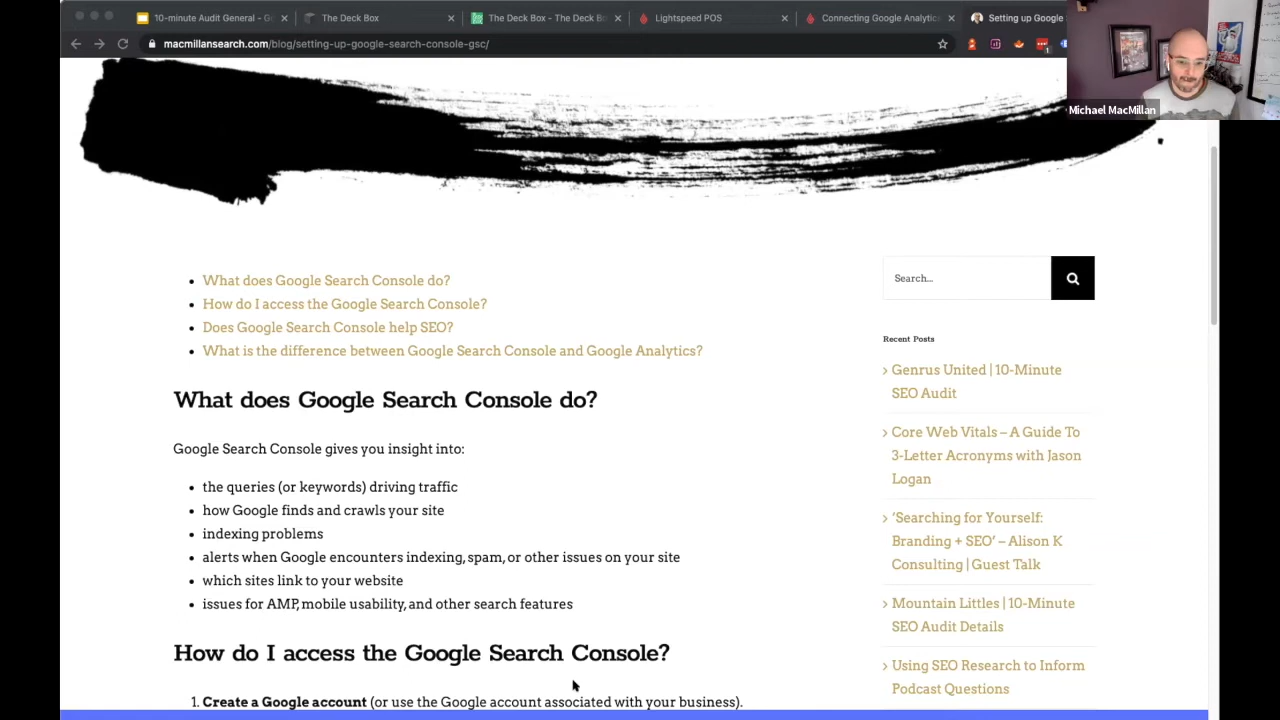 10-minute Audit General - Go
The Deck Box
The Deck Box - The Deck Bo
Lightspeed POS
Connecting Google Analytics
Setting up Google
macmillansearch.com/blog/setting-up-google-search-console-gsc/
Michael MacMillan
What does Google Search Console do?
How do I access the Google Search Console?
Does Google Search Console help SEO?
What is the difference between Google Search Console and Google Analytics?
What does Google Search Console do?
Google Search Console gives you insight into:
the queries (or keywords) driving traffic
how Google finds and crawls your site
indexing problems
alerts when Google encounters indexing, spam, or other issues on your site
which sites link to your website
issues for AMP, mobile usability, and other search features
How do I access the Google Search Console?
1. Create a Google account (or use the Google account associated with your business).
Search...
Recent Posts
Genrus United | 10-Minute
SEO Audit
Core Web Vitals – A Guide To
3-Letter Acronyms with Jason
Logan
‘Searching for Yourself:
Branding + SEO’ – Alison K
Consulting | Guest Talk
Mountain Littles | 10-Minute
SEO Audit Details
Using SEO Research to Inform
Podcast Questions